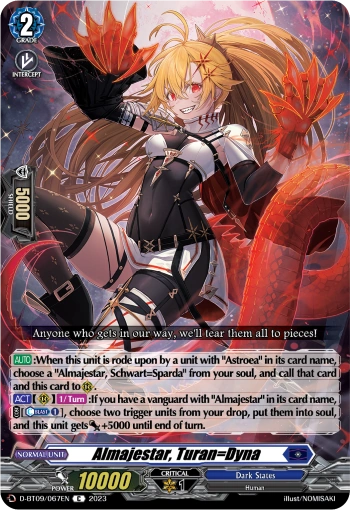 2
GRADE
INTERCEPT
5000
SHIELD
Anyone who gets in our way, we'll tear them all to pieces!
AUTO :When this unit is rode upon by a unit with "Astroea" in its card name,
choose a "Almajestar, Schwart=Sparda" from your soul, and call that card
and this card to .
ACT [ ] 1/Turn :If you have a vanguard with "Almajestar" in its card name,
[ BLAST 1 ], choose two trigger units from your drop, put them into soul,
and this unit gets +5000 until end of turn.
NORMAL UNIT
Almajestar, Turan=Dyna
POWER 10000
CRITICAL
1
Dark States
Human
D-BT09/067EN C 2023
illust/NOMISAKI